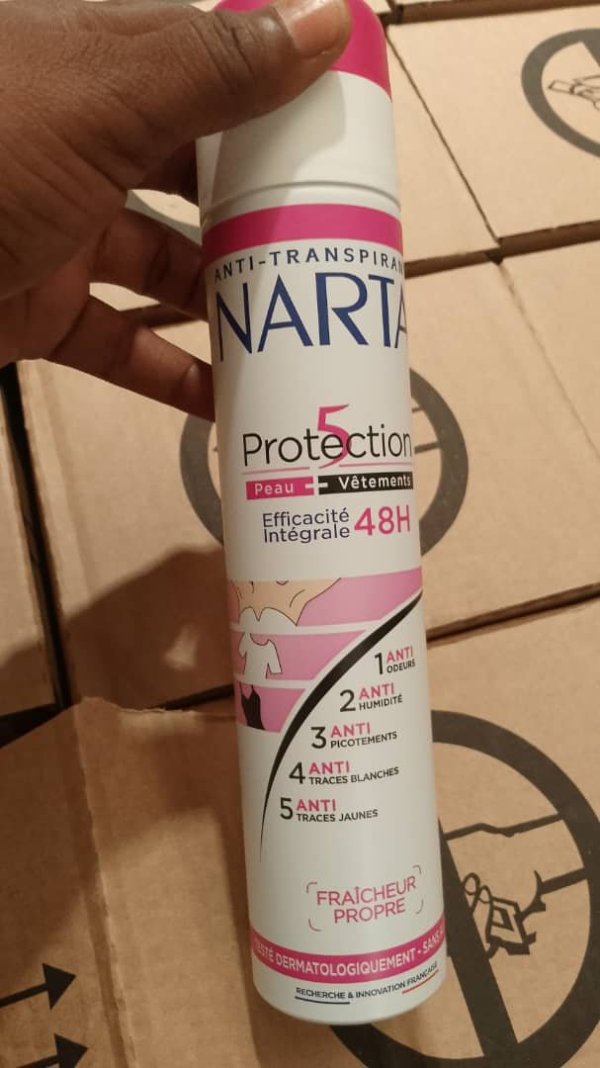 ANTI-TRANSPIRAN
NARTA
5
Protection
Peau + Vêtements
Efficacité
Intégrale 48H
1 ANTI
ODEURS
2 ANTI
HUMIDITÉ
3 ANTI
PICOTEMENTS
4 ANTI
TRACES BLANCHES
5 ANTI
TRACES JAUNES
FRAÎCHEUR
PROPRE
TESTÉ DERMATOLOGIQUEMENT • SANS
RECHERCHE & INNOVATION FRANÇAISE